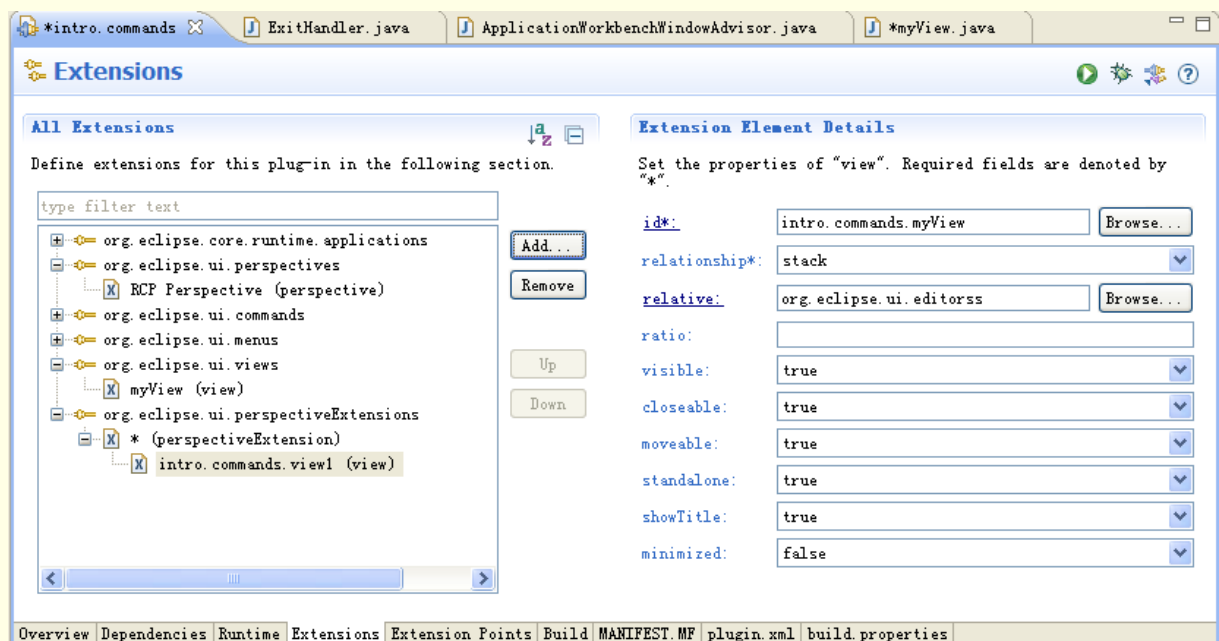 *intro.commands ExitHandler.java ApplicationWorkbenchWindowAdvisor.java *myView.java
Extensions
All Extensions
Define extensions for this plug-in in the following section.
type filter text
org.eclipse.core.runtime.applications
org.eclipse.ui.perspectives
RCP Perspective (perspective)
org.eclipse.ui.commands
org.eclipse.ui.menus
org.eclipse.ui.views
myView (view)
org.eclipse.ui.perspectiveExtensions
* (perspectiveExtension)
intro.commands.view1 (view)
Add...
Remove
Up
Down
Extension Element Details
Set the properties of "view". Required fields are denoted by
"*".
id*: intro.commands.myView Browse...
relationship*: stack
relative: org.eclipse.ui.editorss Browse...
ratio:
visible: true
closeable: true
moveable: true
standalone: true
showTitle: true
minimized: false
Overview Dependencies Runtime Extensions Extension Points Build MANIFEST.MF plugin.xml build.properties